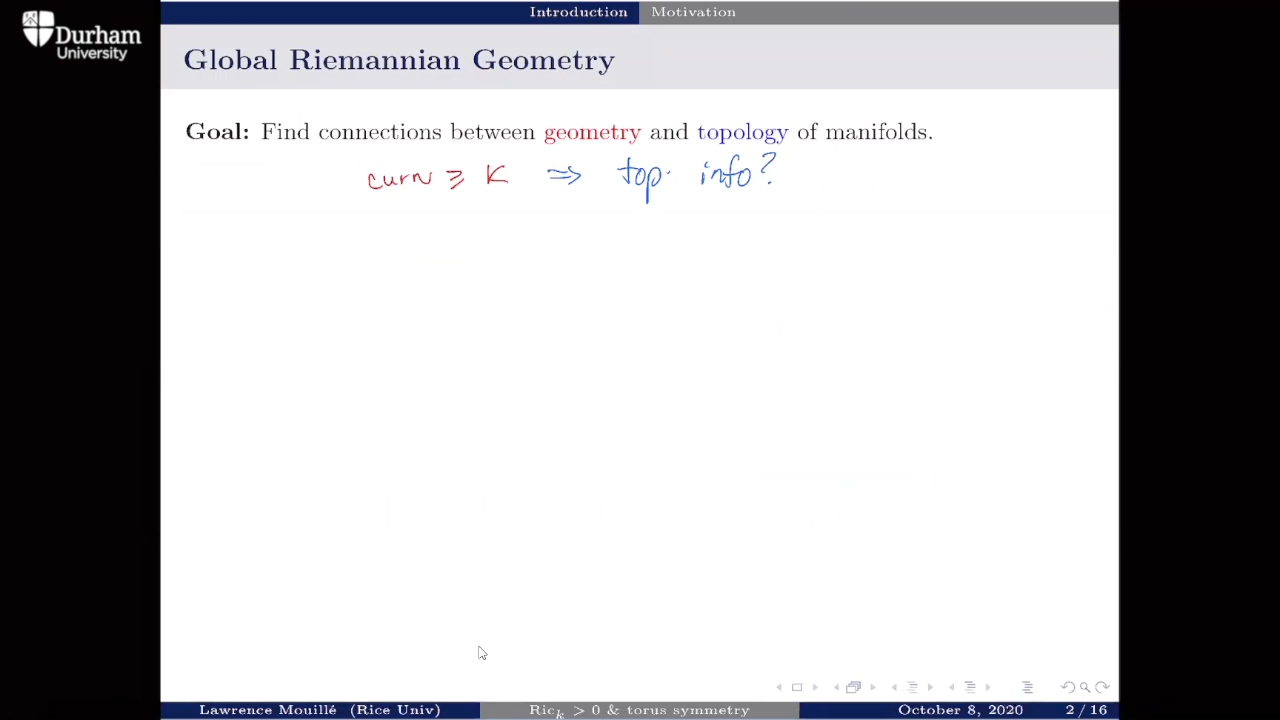 Durham
University
Introduction Motivation
Global Riemannian Geometry
Goal: Find connections between geometry and topology of manifolds.
curv ≥ K ⇒ top. info?
Lawrence Mouillé (Rice Univ) Ric_k > 0 & torus symmetry October 8, 2020 2 / 16